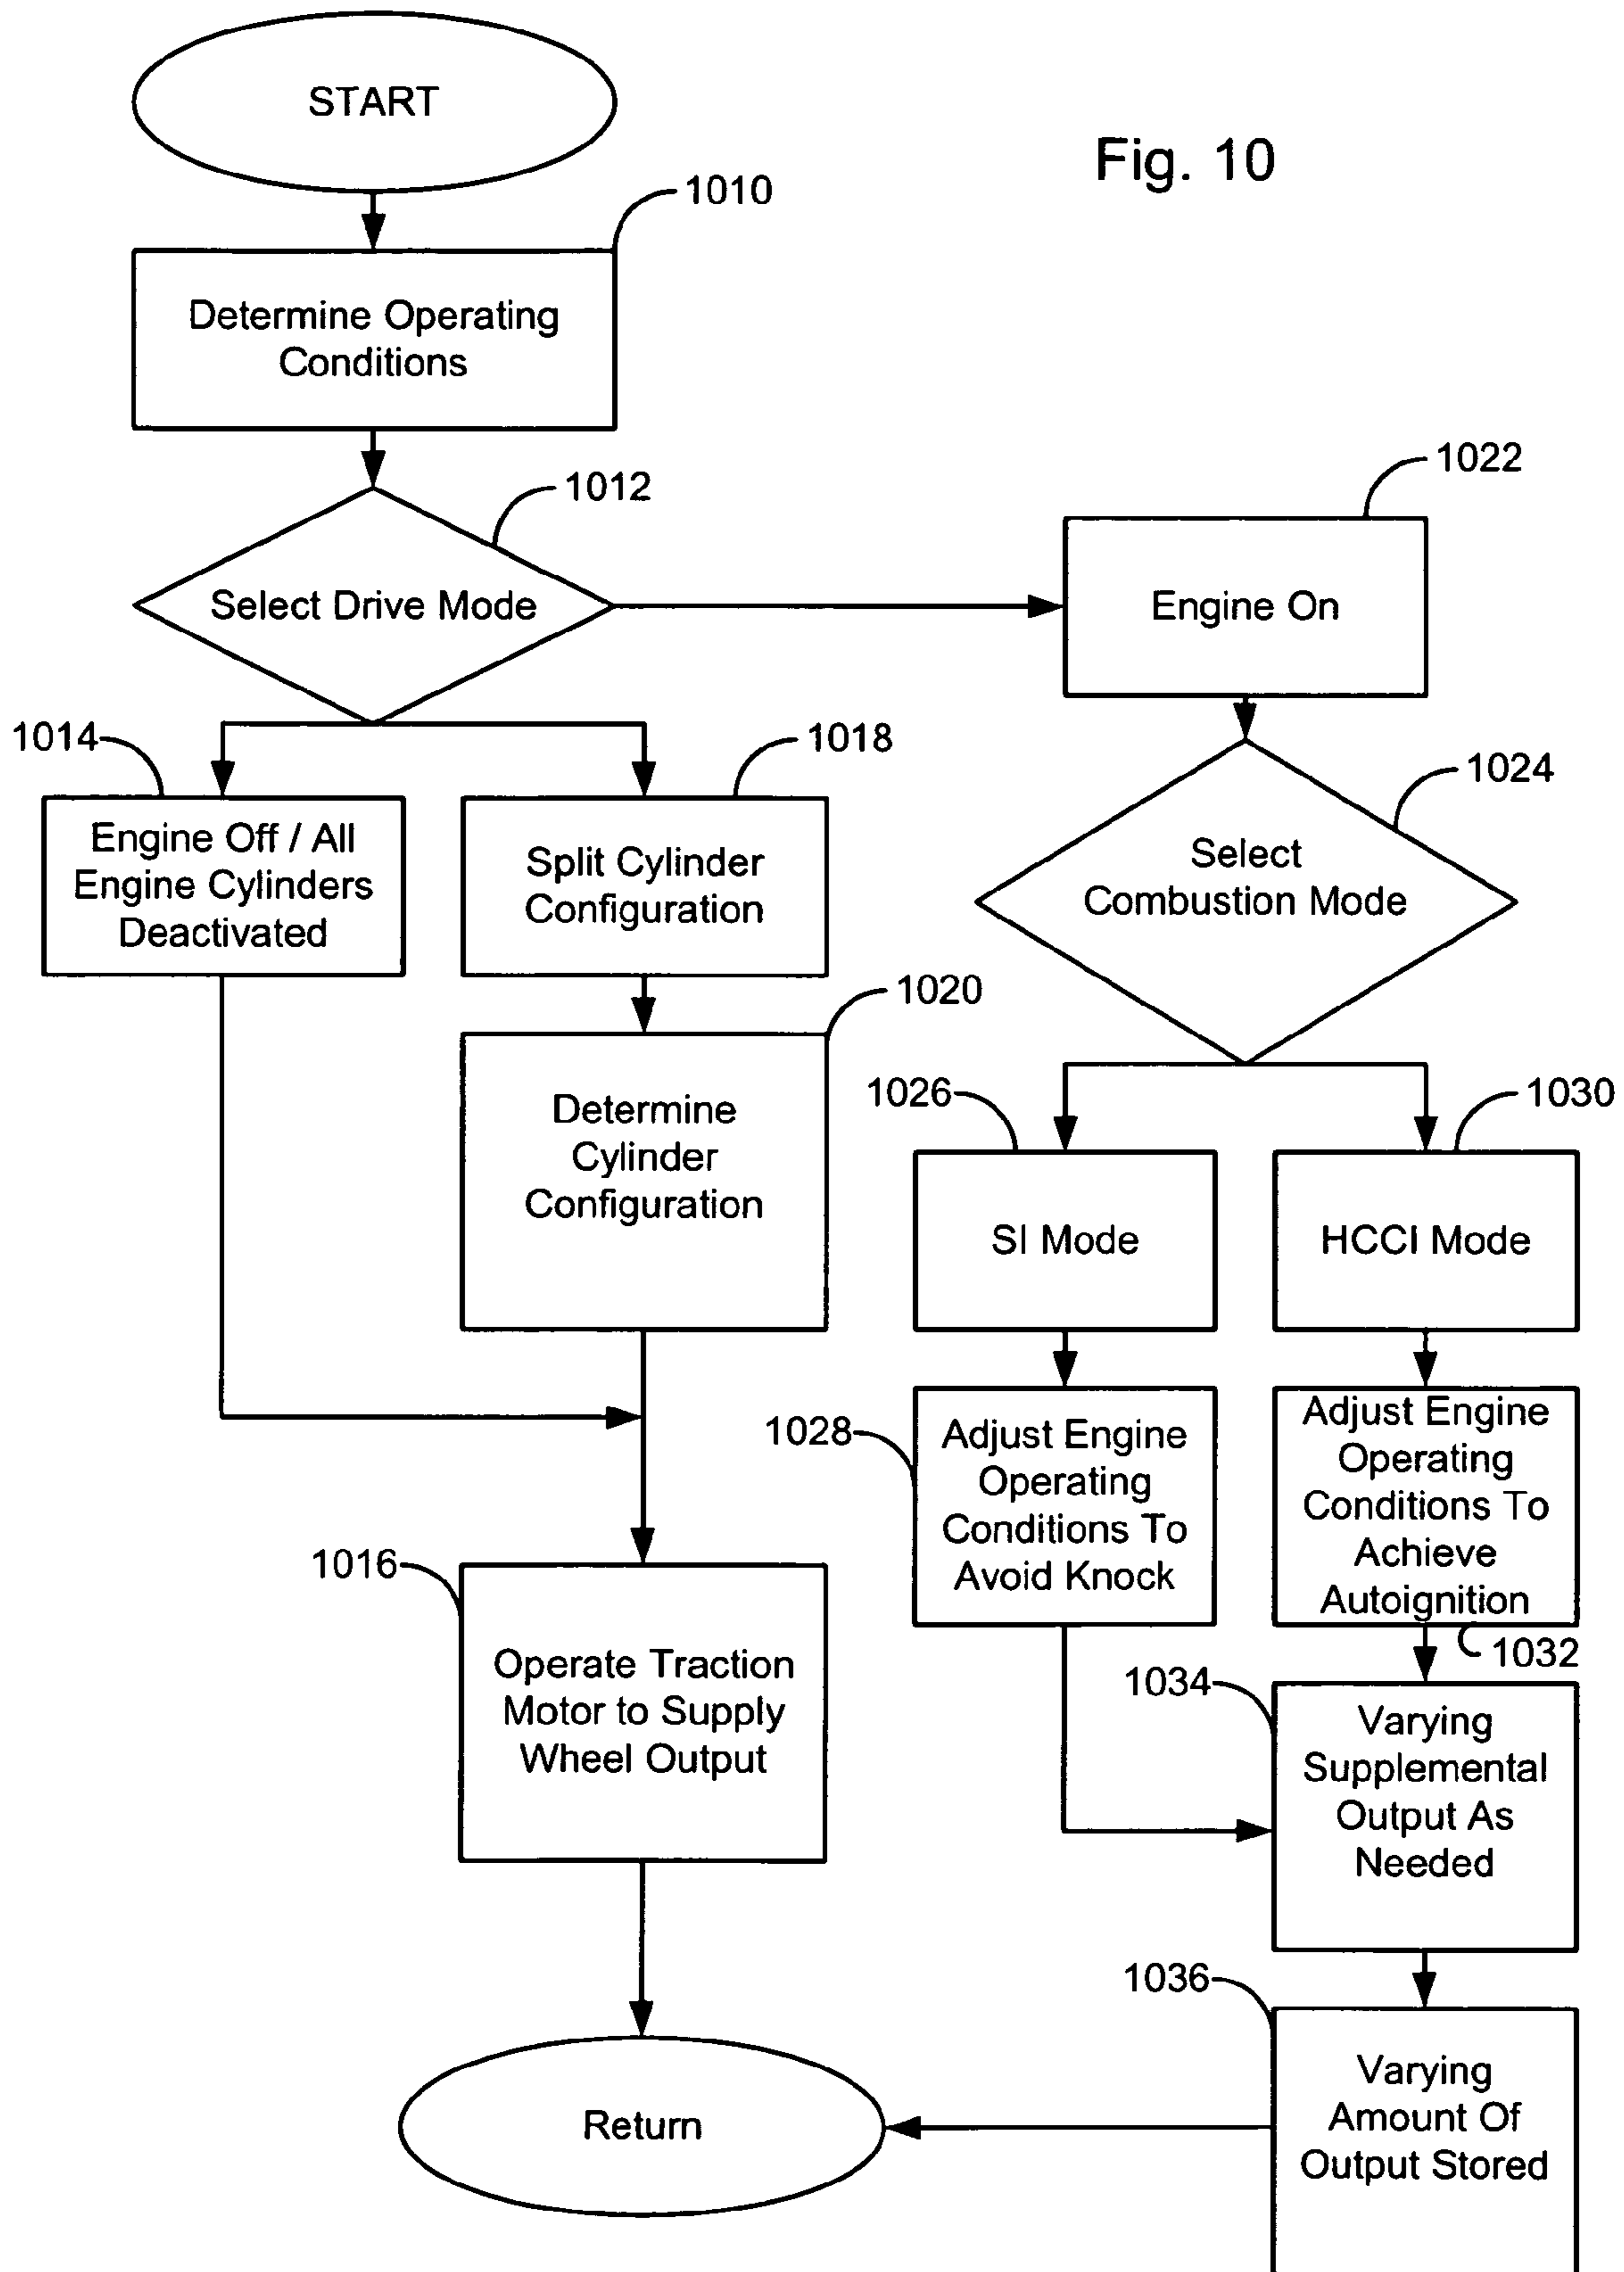 START
Fig. 10
1010
Determine Operating
Conditions
1012
Select Drive Mode
1022
Engine On
1014
Engine Off / All
Engine Cylinders
Deactivated
1018
Split Cylinder
Configuration
1024
Select
Combustion Mode
1020
Determine
Cylinder
Configuration
1026
SI Mode
1030
HCCI Mode
1028
Adjust Engine
Operating
Conditions To
Avoid Knock
Adjust Engine
Operating
Conditions To
Achieve
Autoignition
1032
1016
Operate Traction
Motor to Supply
Wheel Output
1034
Varying
Supplemental
Output As
Needed
1036
Varying
Amount Of
Output Stored
Return